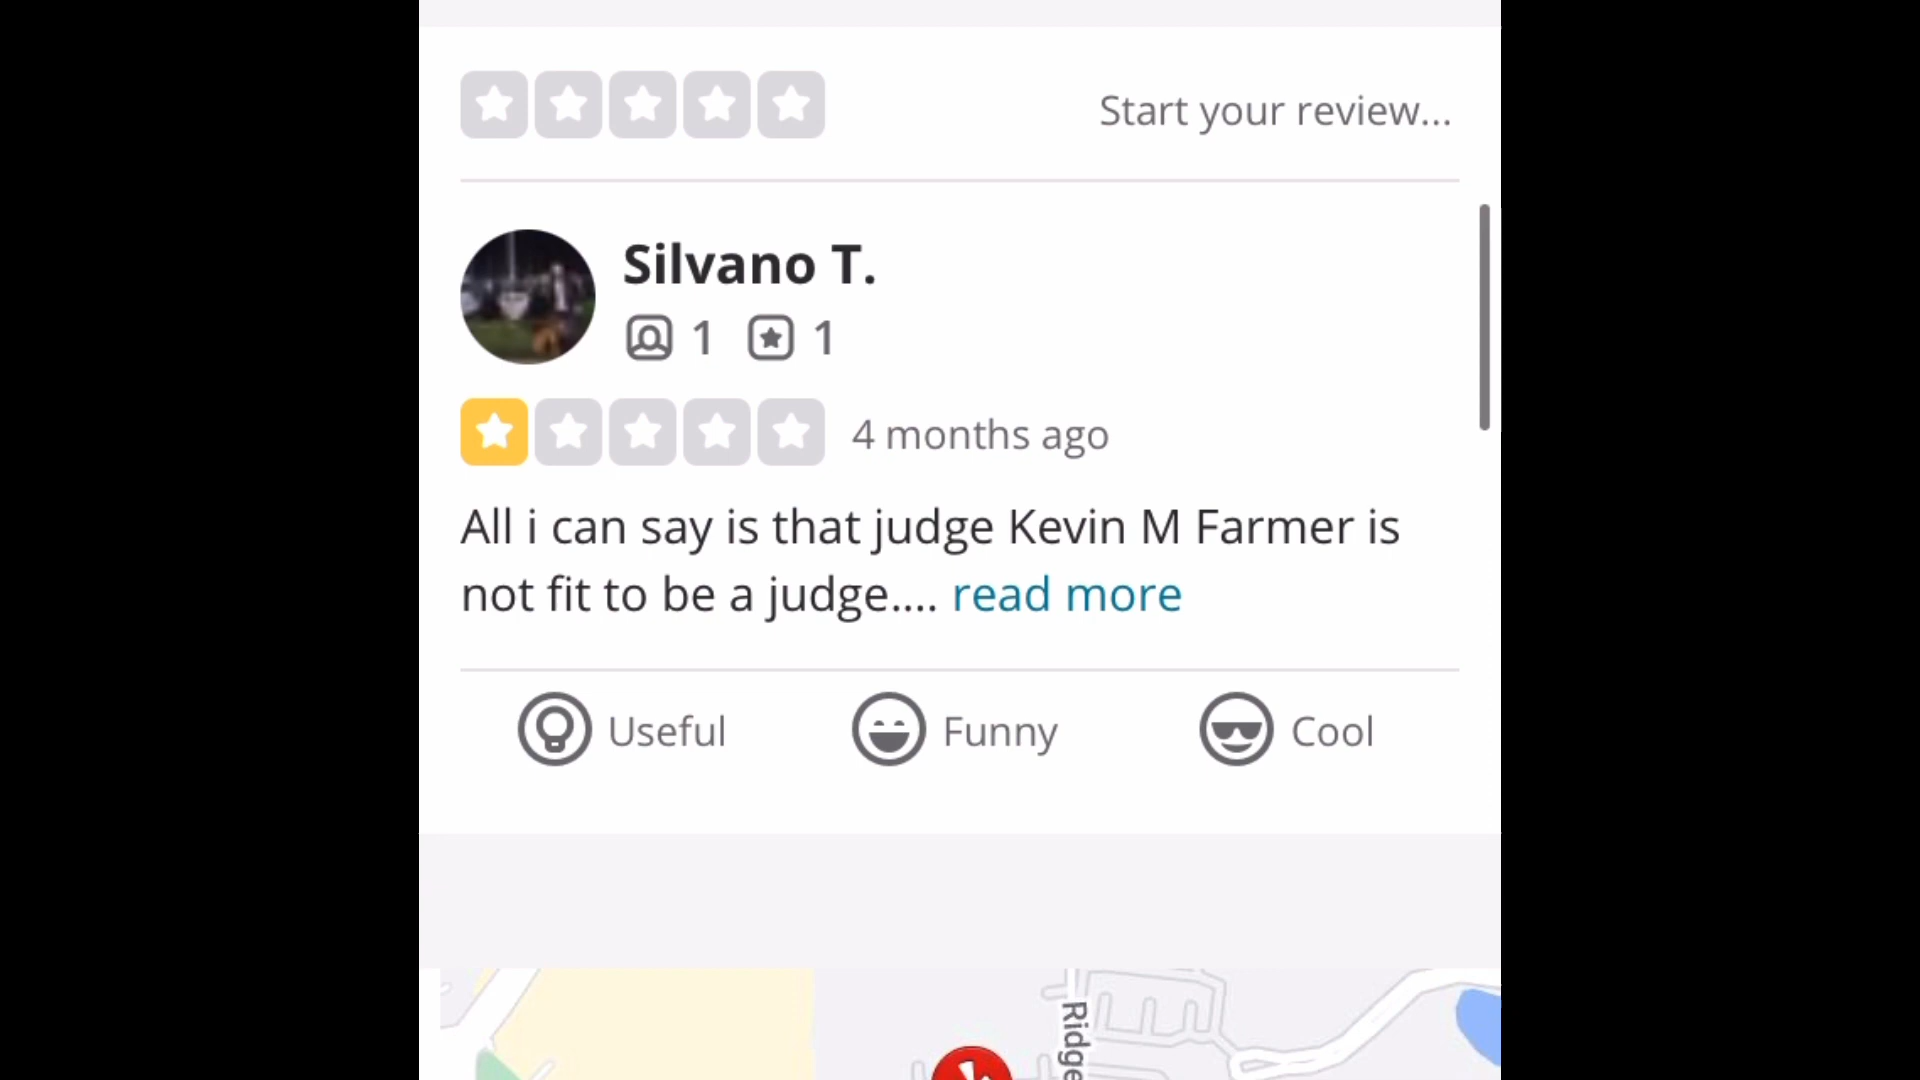 Start your review...
Silvano T.
1 1
4 months ago
All i can say is that judge Kevin M Farmer is
not fit to be a judge.... read more
Useful Funny Cool
Ridge